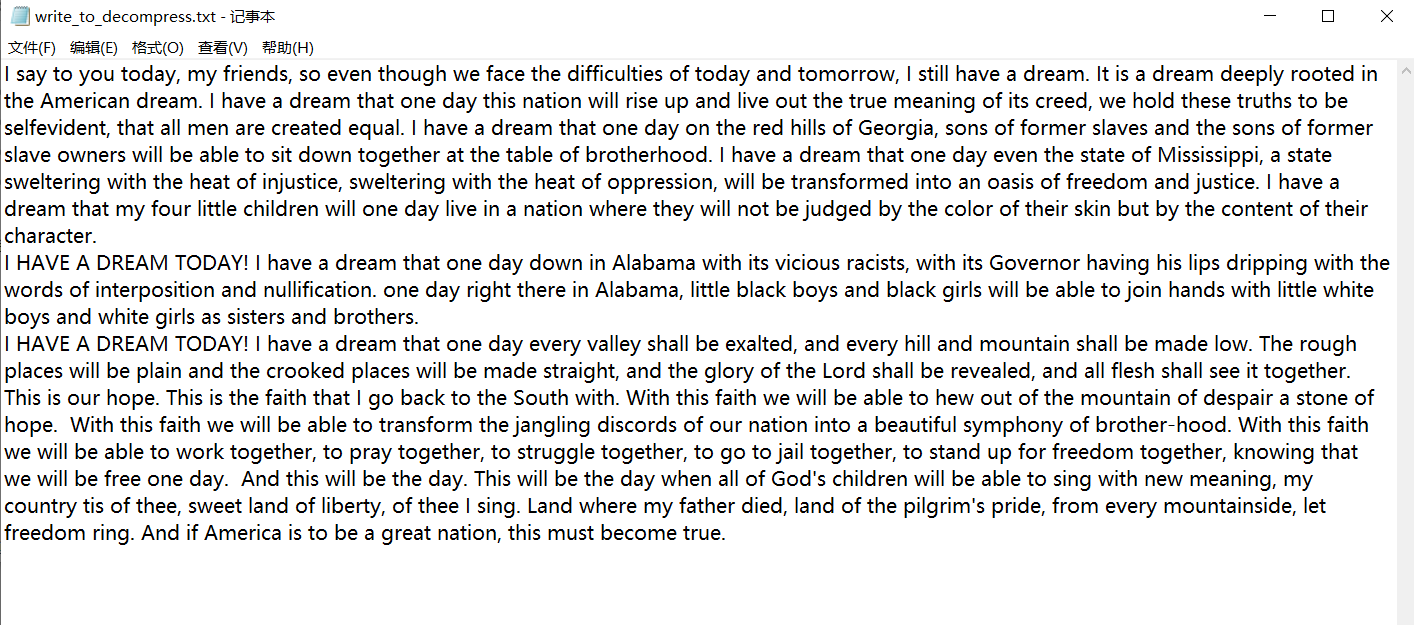 write_to_decompress.txt - 记事本
文件(F) 编辑(E) 格式(O) 查看(V) 帮助(H)
I say to you today, my friends, so even though we face the difficulties of today and tomorrow, I still have a dream. It is a dream deeply rooted in
the American dream. I have a dream that one day this nation will rise up and live out the true meaning of its creed, we hold these truths to be
selfevident, that all men are created equal. I have a dream that one day on the red hills of Georgia, sons of former slaves and the sons of former
slave owners will be able to sit down together at the table of brotherhood. I have a dream that one day even the state of Mississippi, a state
sweltering with the heat of injustice, sweltering with the heat of oppression, will be transformed into an oasis of freedom and justice. I have a
dream that my four little children will one day live in a nation where they will not be judged by the color of their skin but by the content of their
character.
I HAVE A DREAM TODAY! I have a dream that one day down in Alabama with its vicious racists, with its Governor having his lips dripping with the
words of interposition and nullification. one day right there in Alabama, little black boys and black girls will be able to join hands with little white
boys and white girls as sisters and brothers.
I HAVE A DREAM TODAY! I have a dream that one day every valley shall be exalted, and every hill and mountain shall be made low. The rough
places will be plain and the crooked places will be made straight, and the glory of the Lord shall be revealed, and all flesh shall see it together.
This is our hope. This is the faith that I go back to the South with. With this faith we will be able to hew out of the mountain of despair a stone of
hope.  With this faith we will be able to transform the jangling discords of our nation into a beautiful symphony of brother-hood. With this faith
we will be able to work together, to pray together, to struggle together, to go to jail together, to stand up for freedom together, knowing that
we will be free one day.  And this will be the day. This will be the day when all of God's children will be able to sing with new meaning, my
country tis of thee, sweet land of liberty, of thee I sing. Land where my father died, land of the pilgrim's pride, from every mountainside, let
freedom ring. And if America is to be a great nation, this must become true.